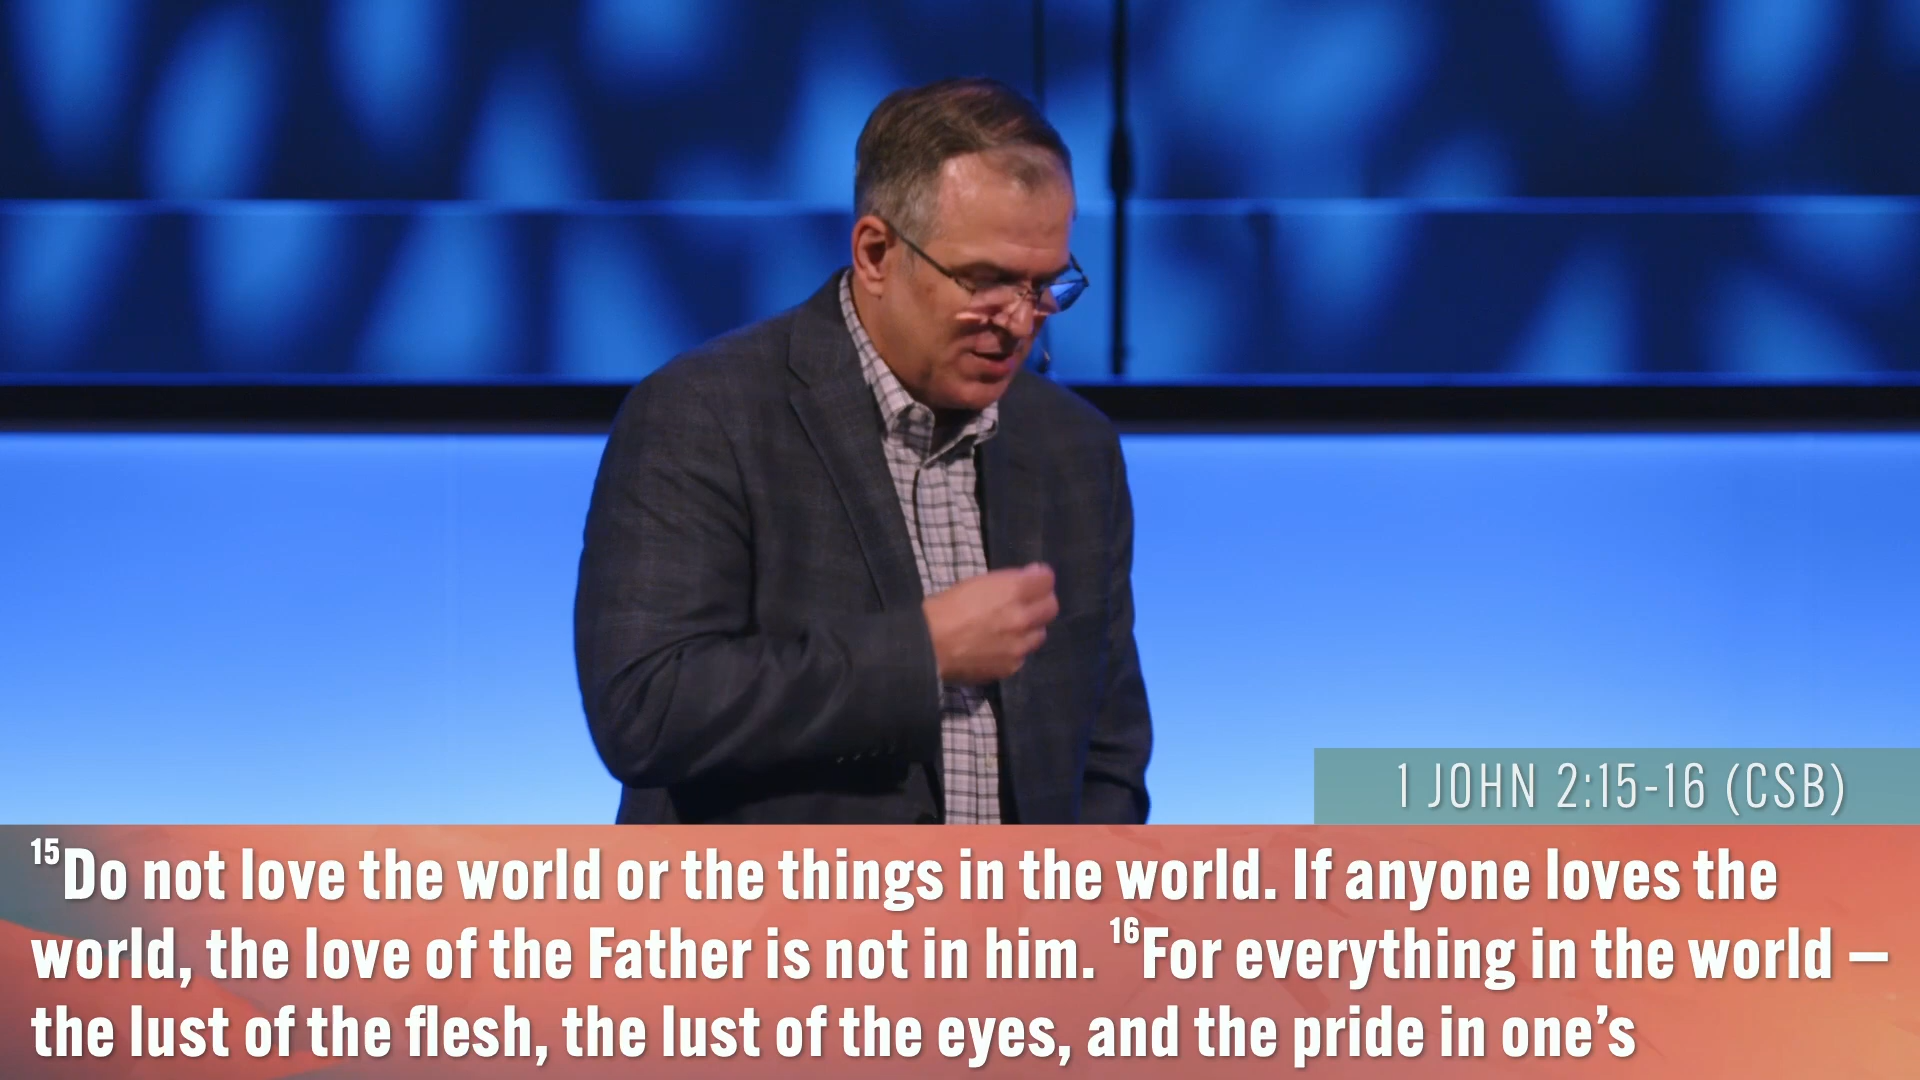 1 JOHN 2:15-16 (CSB)
¹⁵Do not love the world or the things in the world. If anyone loves the
world, the love of the Father is not in him. ¹⁶For everything in the world —
the lust of the flesh, the lust of the eyes, and the pride in one’s